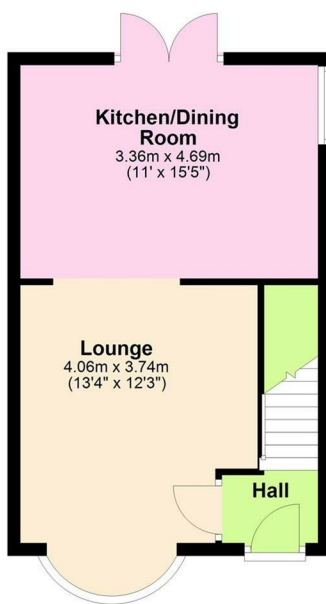 Kitchen/Dining
Room
3.36m x 4.69m
(11' x 15'5")
Lounge
4.06m x 3.74m
(13'4" x 12'3")
Hall